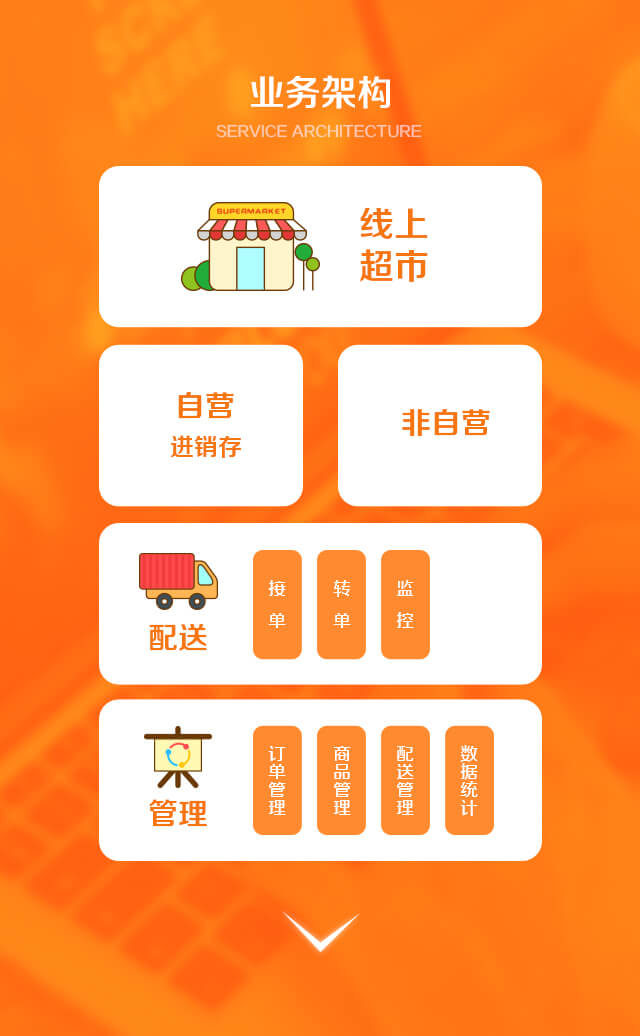 SCR
HERE
业务架构
SERVICE ARCHITECTURE
SUPERMARKET
线上
超市
自营
进销存
非自营
配送
接单
转单
监控
管理
订单管理
商品管理
配送管理
数据统计